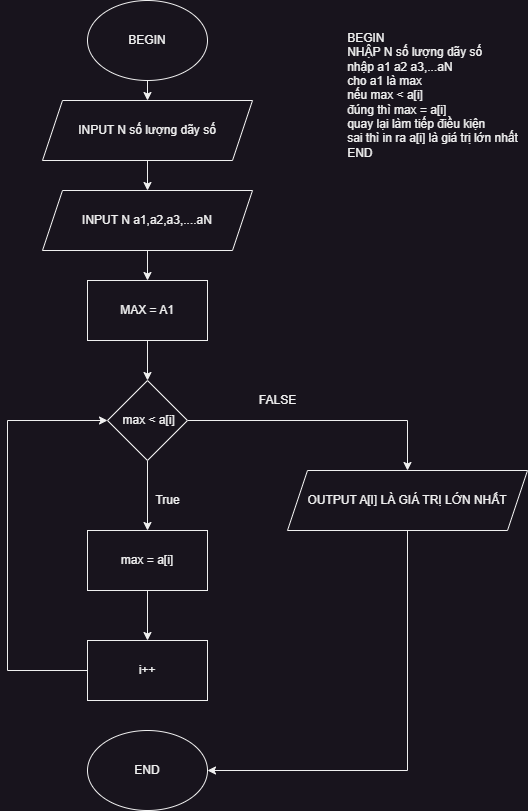 BEGIN
INPUT N số lượng dãy số
INPUT N a1,a2,a3,....aN
MAX = A1
max < a[i]
FALSE
True
OUTPUT A[I] LÀ GIÁ TRỊ LỚN NHẤT
max = a[i]
i++
END
BEGIN
NHẬP N số lượng dãy số
nhập a1 a2 a3,...aN
cho a1 là max
nếu max < a[i]
đúng thì max = a[i]
quay lại làm tiếp điều kiện
sai thì in ra a[i] là giá trị lớn nhất
END